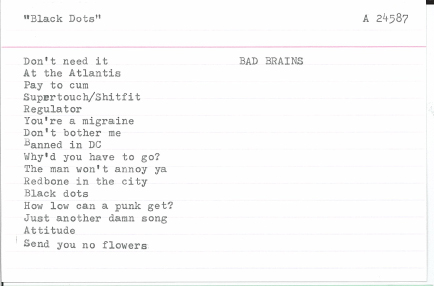 "Black Dots" A 24587
Don't need it BAD BRAINS
At the Atlantis
Pay to cum
Supertouch/Shitfit
Regulator
You're a migraine
Don't bother me
Banned in DC
Why'd you have to go?
The man won't annoy ya
Redbone in the city
Black dots
How low can a punk get?
Just another damn song
Attitude
Send you no flowers